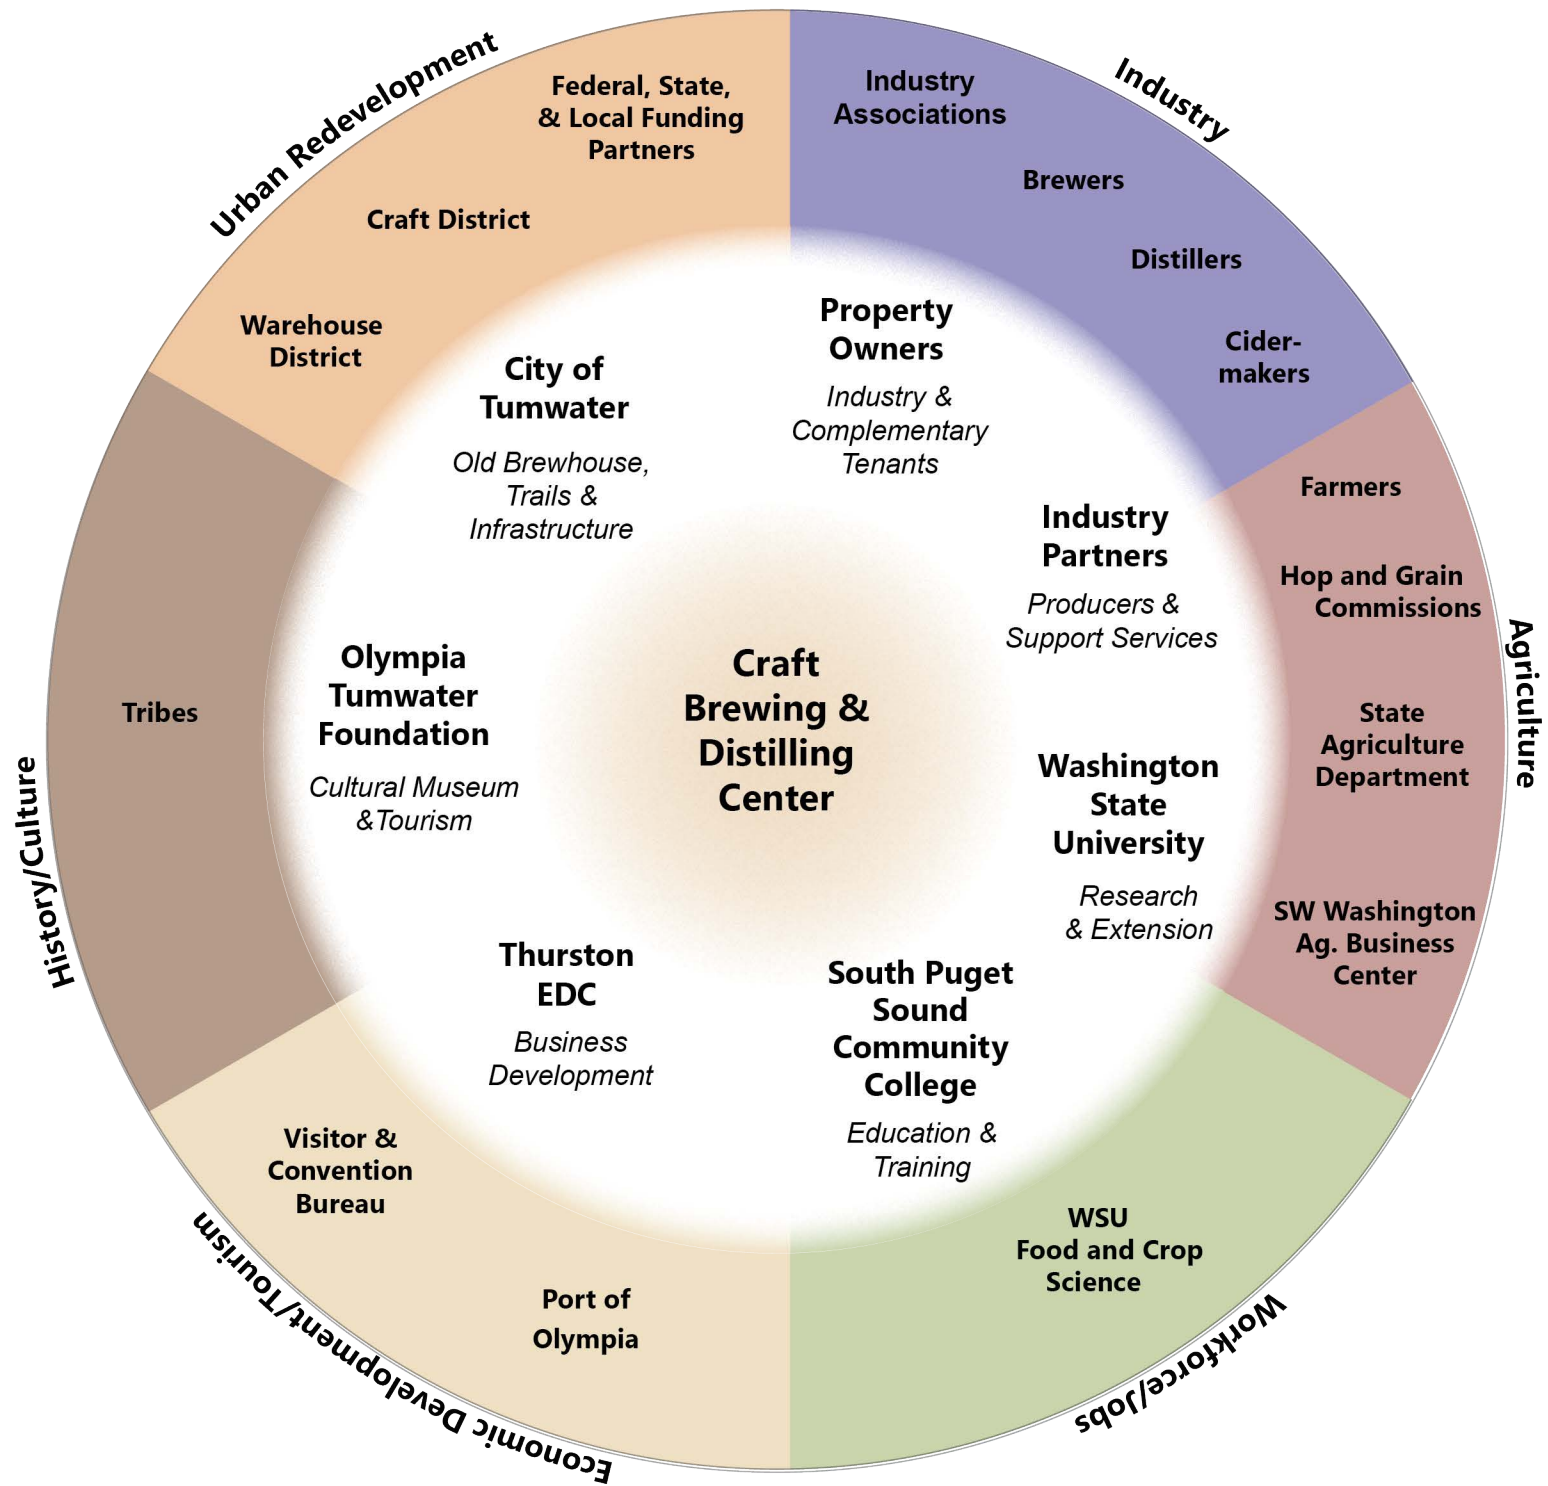 Urban Redevelopment
Federal, State,
& Local Funding
Partners
Craft District
Warehouse
District
Industry
Industry
Associations
Brewers
Distillers
Cider-
makers
Agriculture
Farmers
Hop and Grain
Commissions
State
Agriculture
Department
SW Washington
Ag. Business
Center
Workforce/Jobs
WSU
Food and Crop
Science
Economic Development/Tourism
Port of
Olympia
Visitor &
Convention
Bureau
History/Culture
Tribes
City of
Tumwater
Old Brewhouse,
Trails &
Infrastructure
Property
Owners
Industry &
Complementary
Tenants
Industry
Partners
Producers &
Support Services
Washington
State
University
Research
& Extension
South Puget
Sound
Community
College
Education &
Training
Thurston
EDC
Business
Development
Olympia
Tumwater
Foundation
Cultural Museum
&Tourism
Craft
Brewing &
Distilling
Center